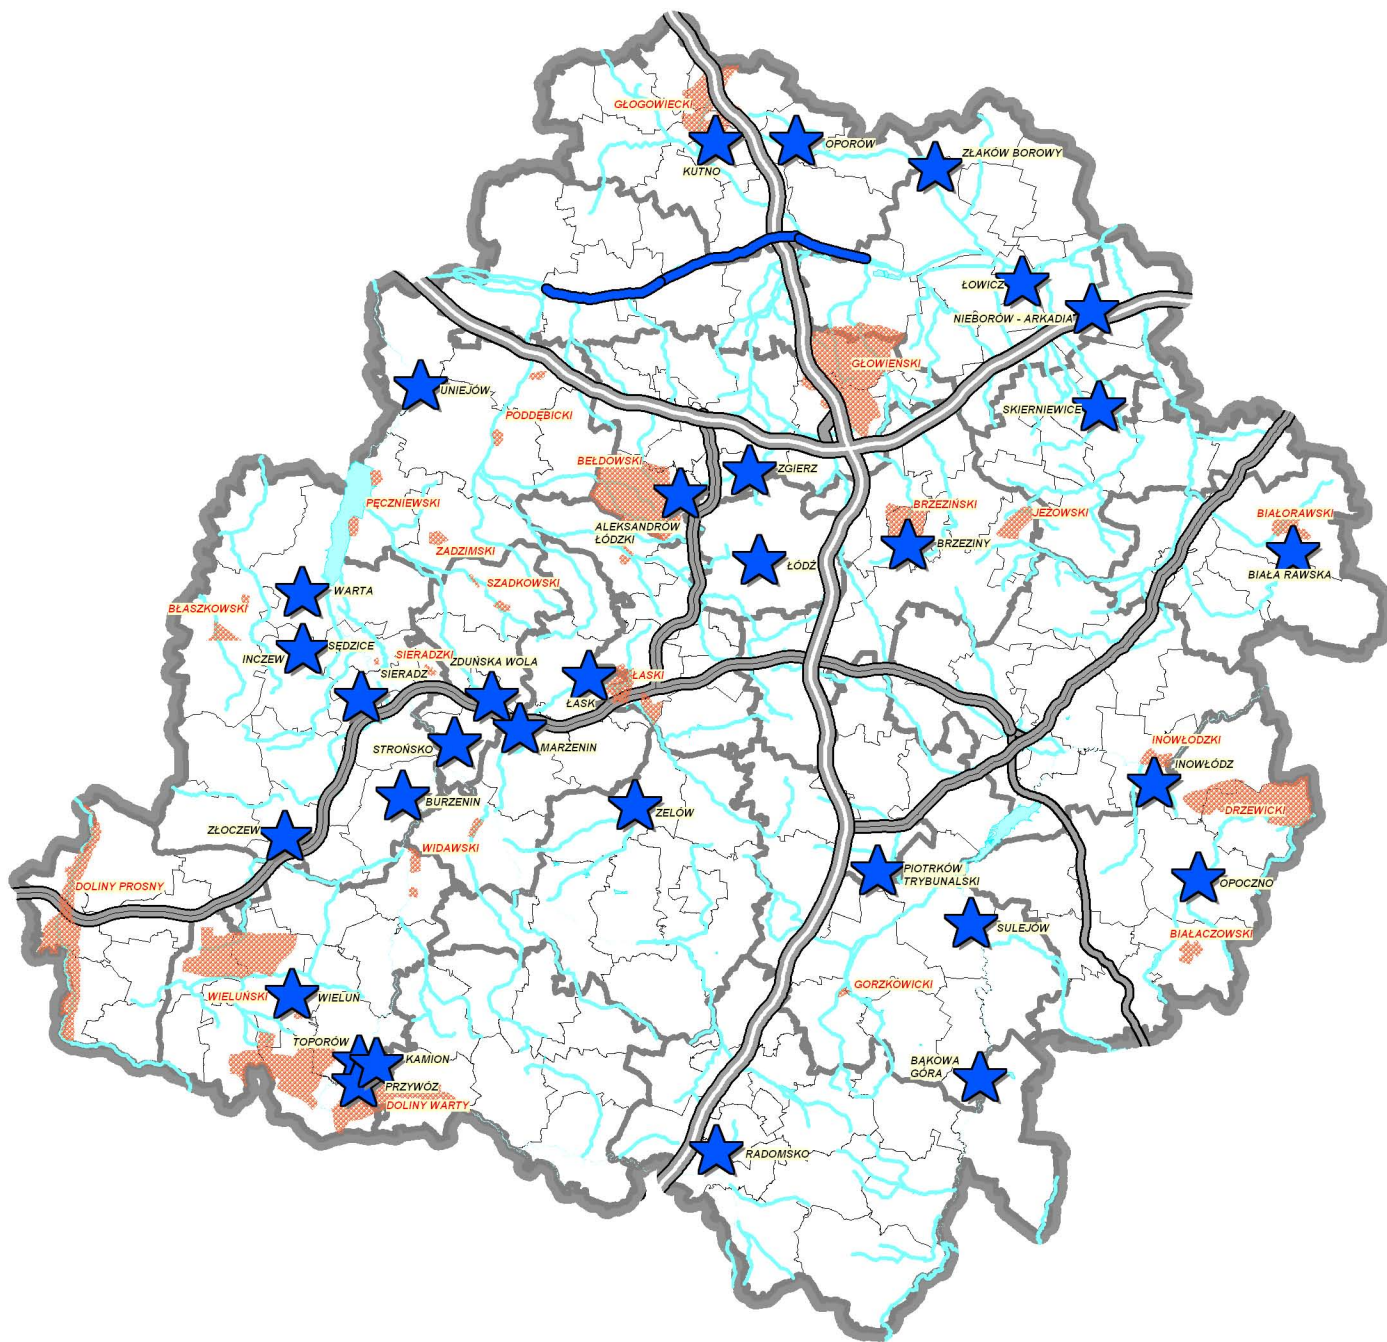 GŁOGOWIECKI
OPORÓW
KUTNO
ZŁAKÓW BOROWY
ŁOWICZ
NIEBORÓW - ARKADIA
GŁOWIEŃSKI
UNIEJÓW
PODDĘBICKI
SKIERNIEWICE
BEŁDOWSKI
ZGIERZ
PĘCZNIEWSKI
BRZEZIŃSKI
JEŻOWSKI
BIAŁORAWSKI
ALEKSANDRÓW
ŁÓDZKI
BRZEZINY
ZADZIMSKI
ŁÓDŹ
BIAŁA RAWSKA
SZADKOWSKI
WARTA
BŁASZKOWSKI
SĘDZICE
INCZEW
SIERADZKI
ZDUŃSKA WOLA
SIERADZ
ŁASKI
ŁASK
STROŃSKO
MARZENIN
INOWŁODZKI
INOWŁÓDZ
BURZENIN
ZELÓW
DRZEWICKI
ZŁOCZEW
WIDAWSKI
PIOTRKÓW
TRYBUNALSKI
DOLINY PROSNY
OPOCZNO
SULEJÓW
BIAŁACZOWSKI
WIELUŃSKI
WIELUŃ
GORZKOWICKI
TOPORÓW
KAMION
BĄKOWA
GÓRA
PRZYWÓZ
DOLINY WARTY
RADOMSKO